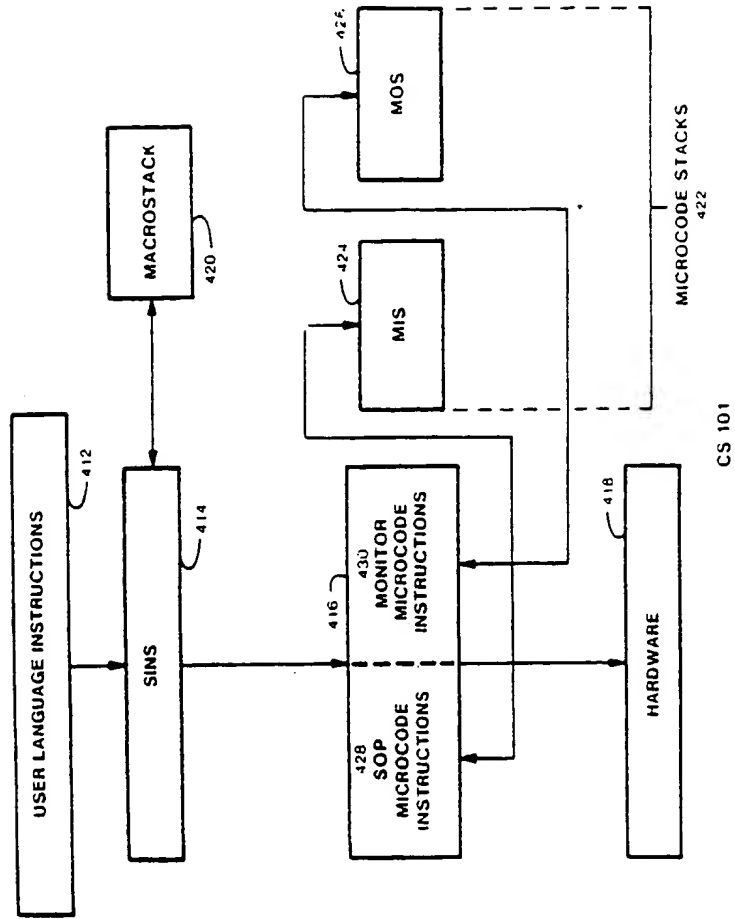 USER LANGUAGE INSTRUCTIONS
412
SINS
414
MACROSTACK
420
416
428
SOP
MICROCODE
INSTRUCTIONS
430
MONITOR
MICROCODE
INSTRUCTIONS
MIS
424
MOS
426
MICROCODE STACKS
422
HARDWARE
418
CS 101